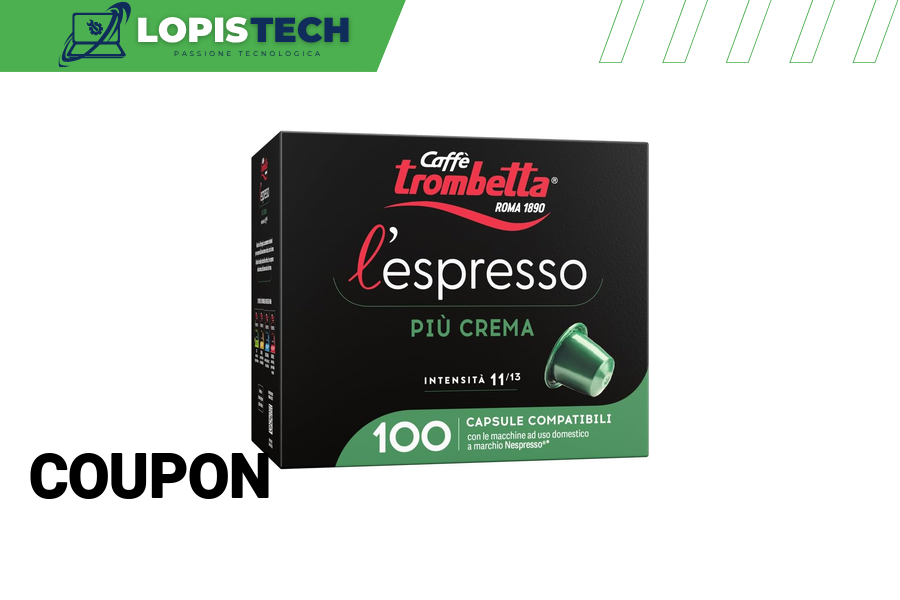 LOPISTECH
PASSIONE TECNOLOGICA
Caffè
trombetta®
ROMA 1890
l'espresso
PIÙ CREMA
INTENSITÀ 11/13
100
CAPSULE COMPATIBILI
con le macchine ad uso domestico
a marchio Nespresso®*
trombetta
COUPON